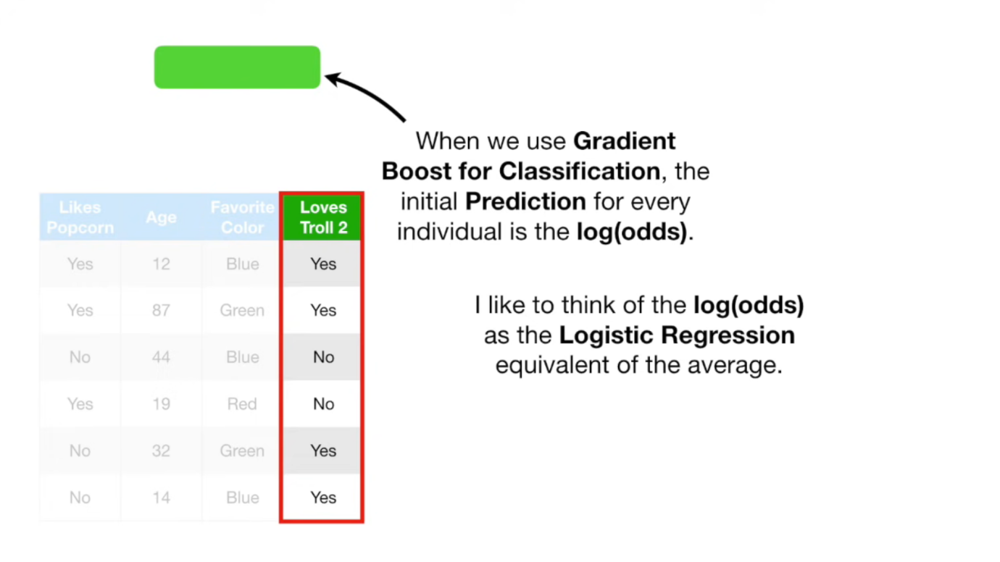 When we use Gradient
Boost for Classification, the
initial Prediction for every
individual is the log(odds).
I like to think of the log(odds)
as the Logistic Regression
equivalent of the average.
Likes Popcorn Age Favorite Color Loves Troll 2
Yes 12 Blue Yes
Yes 87 Green Yes
No 44 Blue No
Yes 19 Red No
No 32 Green Yes
No 14 Blue Yes